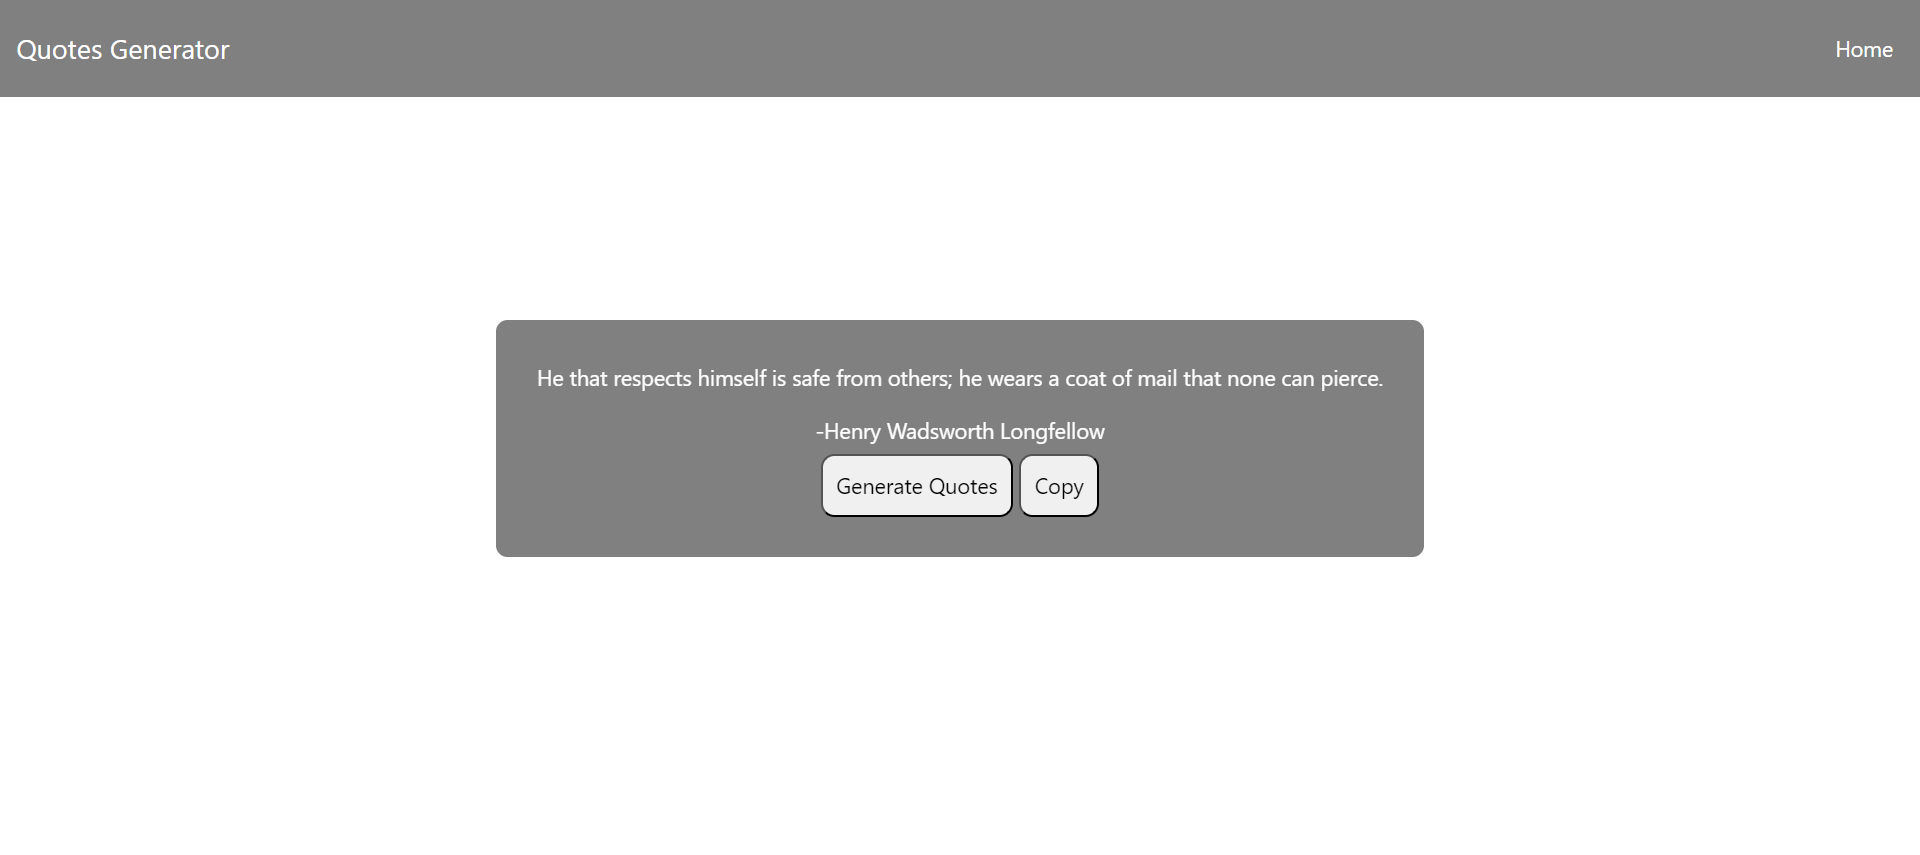 Quotes Generator
Home
He that respects himself is safe from others; he wears a coat of mail that none can pierce.
-Henry Wadsworth Longfellow
Generate Quotes
Copy